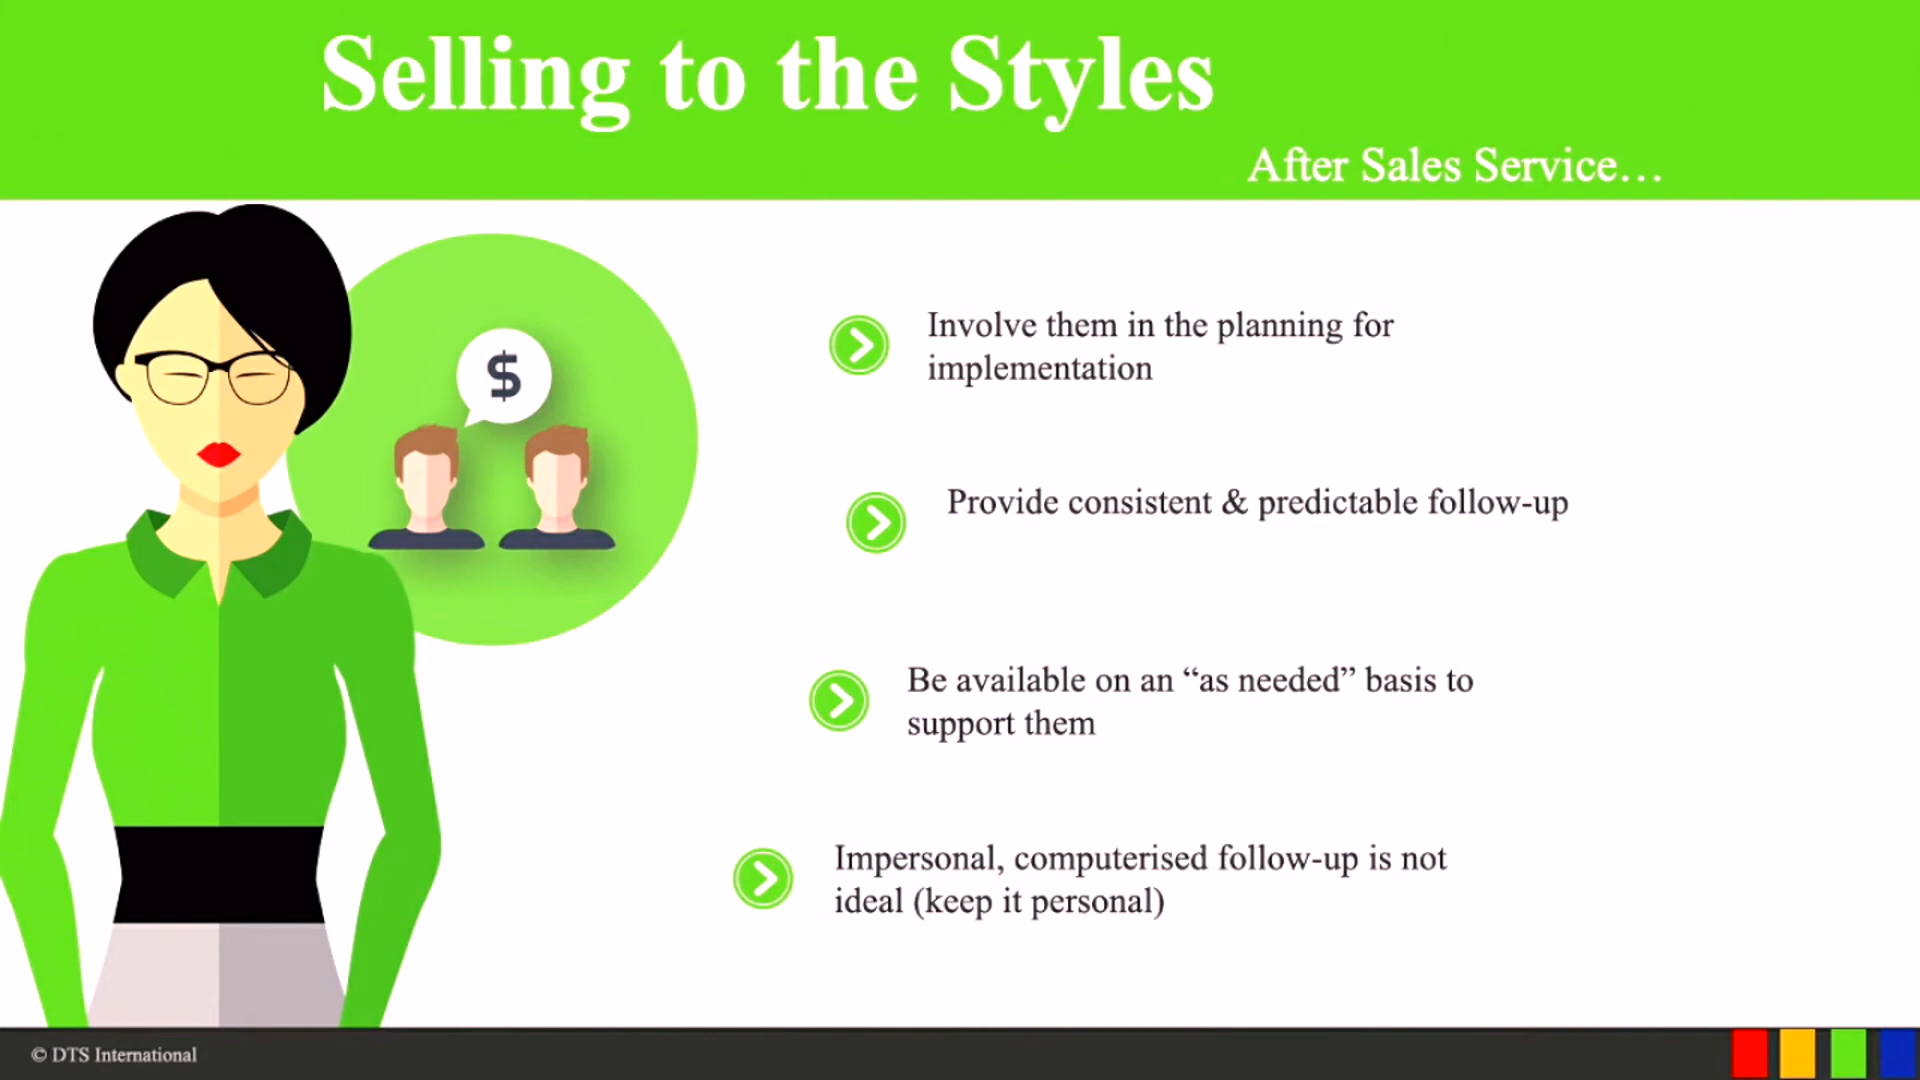 Selling to the Styles
After Sales Service…
$
Involve them in the planning for
implementation
Provide consistent & predictable follow-up
Be available on an “as needed” basis to
support them
Impersonal, computerised follow-up is not
ideal (keep it personal)
© DTS International